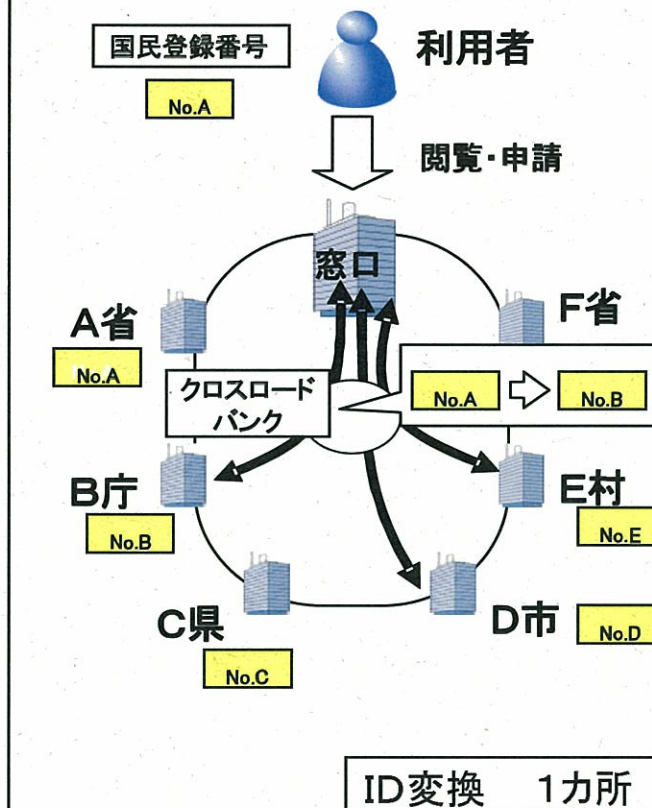 国民登録番号
No.A
利用者
閲覧・申請
窓口
A省
No.A
F省
クロスロード
バンク
No.A
No.B
B庁
No.B
E村
No.E
C県
No.C
D市
No.D
ID変換 1カ所